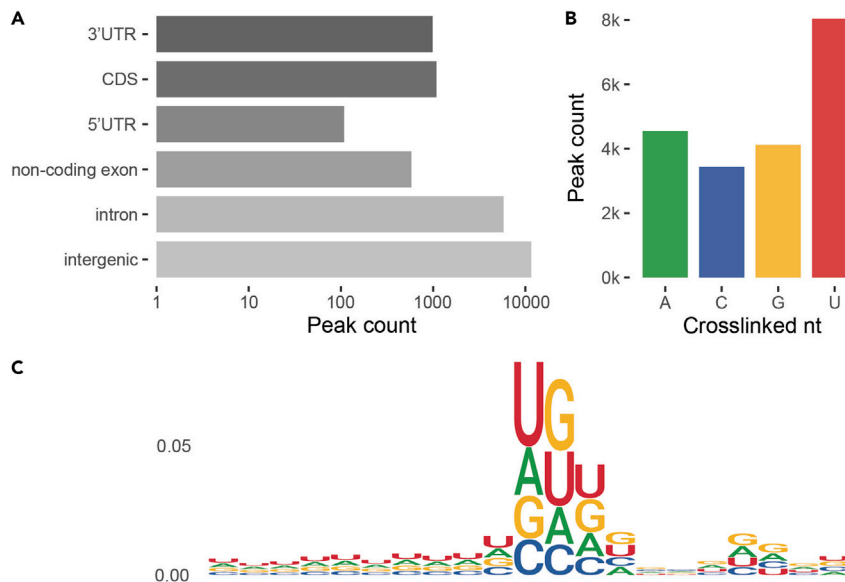 A
3'UTR
CDS
5'UTR
non-coding exon
intron
intergenic
1 10 100 1000 10000
Peak count
B
8k
6k
4k
2k
0k
Peak count
A C G U
Crosslinked nt
C
0.05
0.00
U G
A U U
G A G G
C C A U
C A